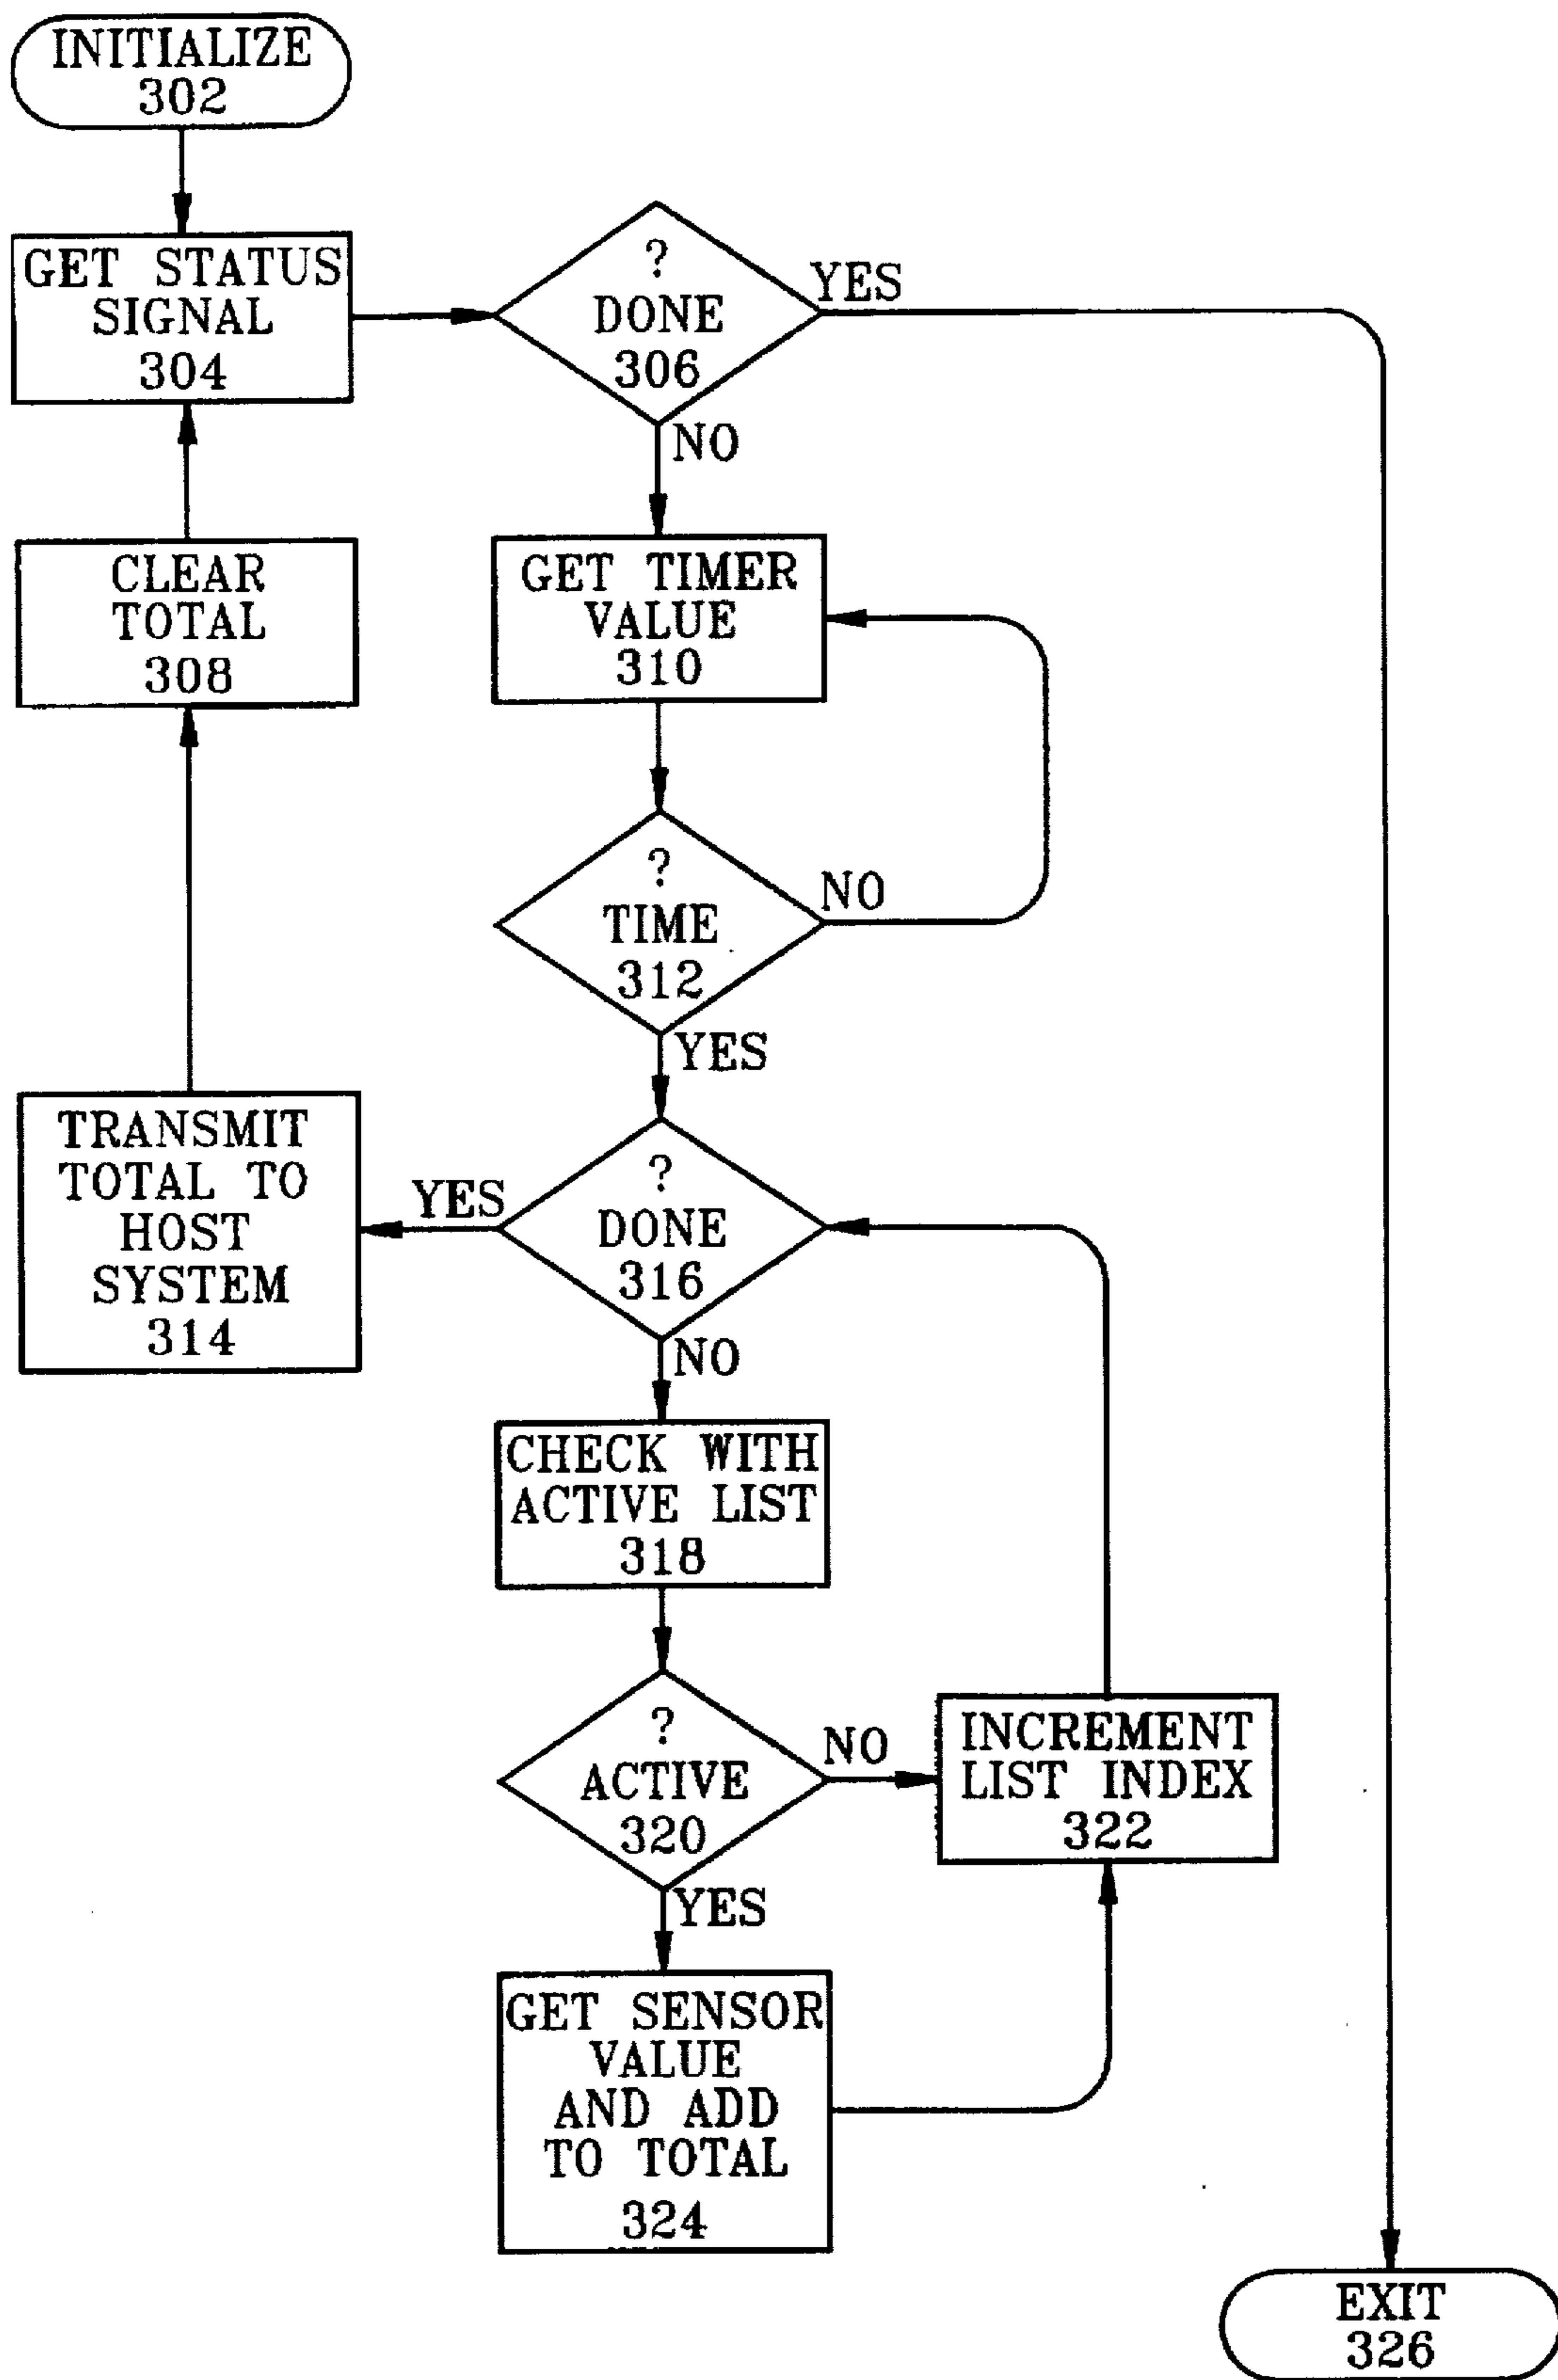 INITIALIZE
302
GET STATUS
SIGNAL
304
?
DONE
306
YES
NO
CLEAR
TOTAL
308
GET TIMER
VALUE
310
?
TIME
312
NO
YES
TRANSMIT
TOTAL TO
HOST
SYSTEM
314
YES
?
DONE
316
NO
CHECK WITH
ACTIVE LIST
318
?
ACTIVE
320
NO
INCREMENT
LIST INDEX
322
YES
GET SENSOR
VALUE
AND ADD
TO TOTAL
324
EXIT
326